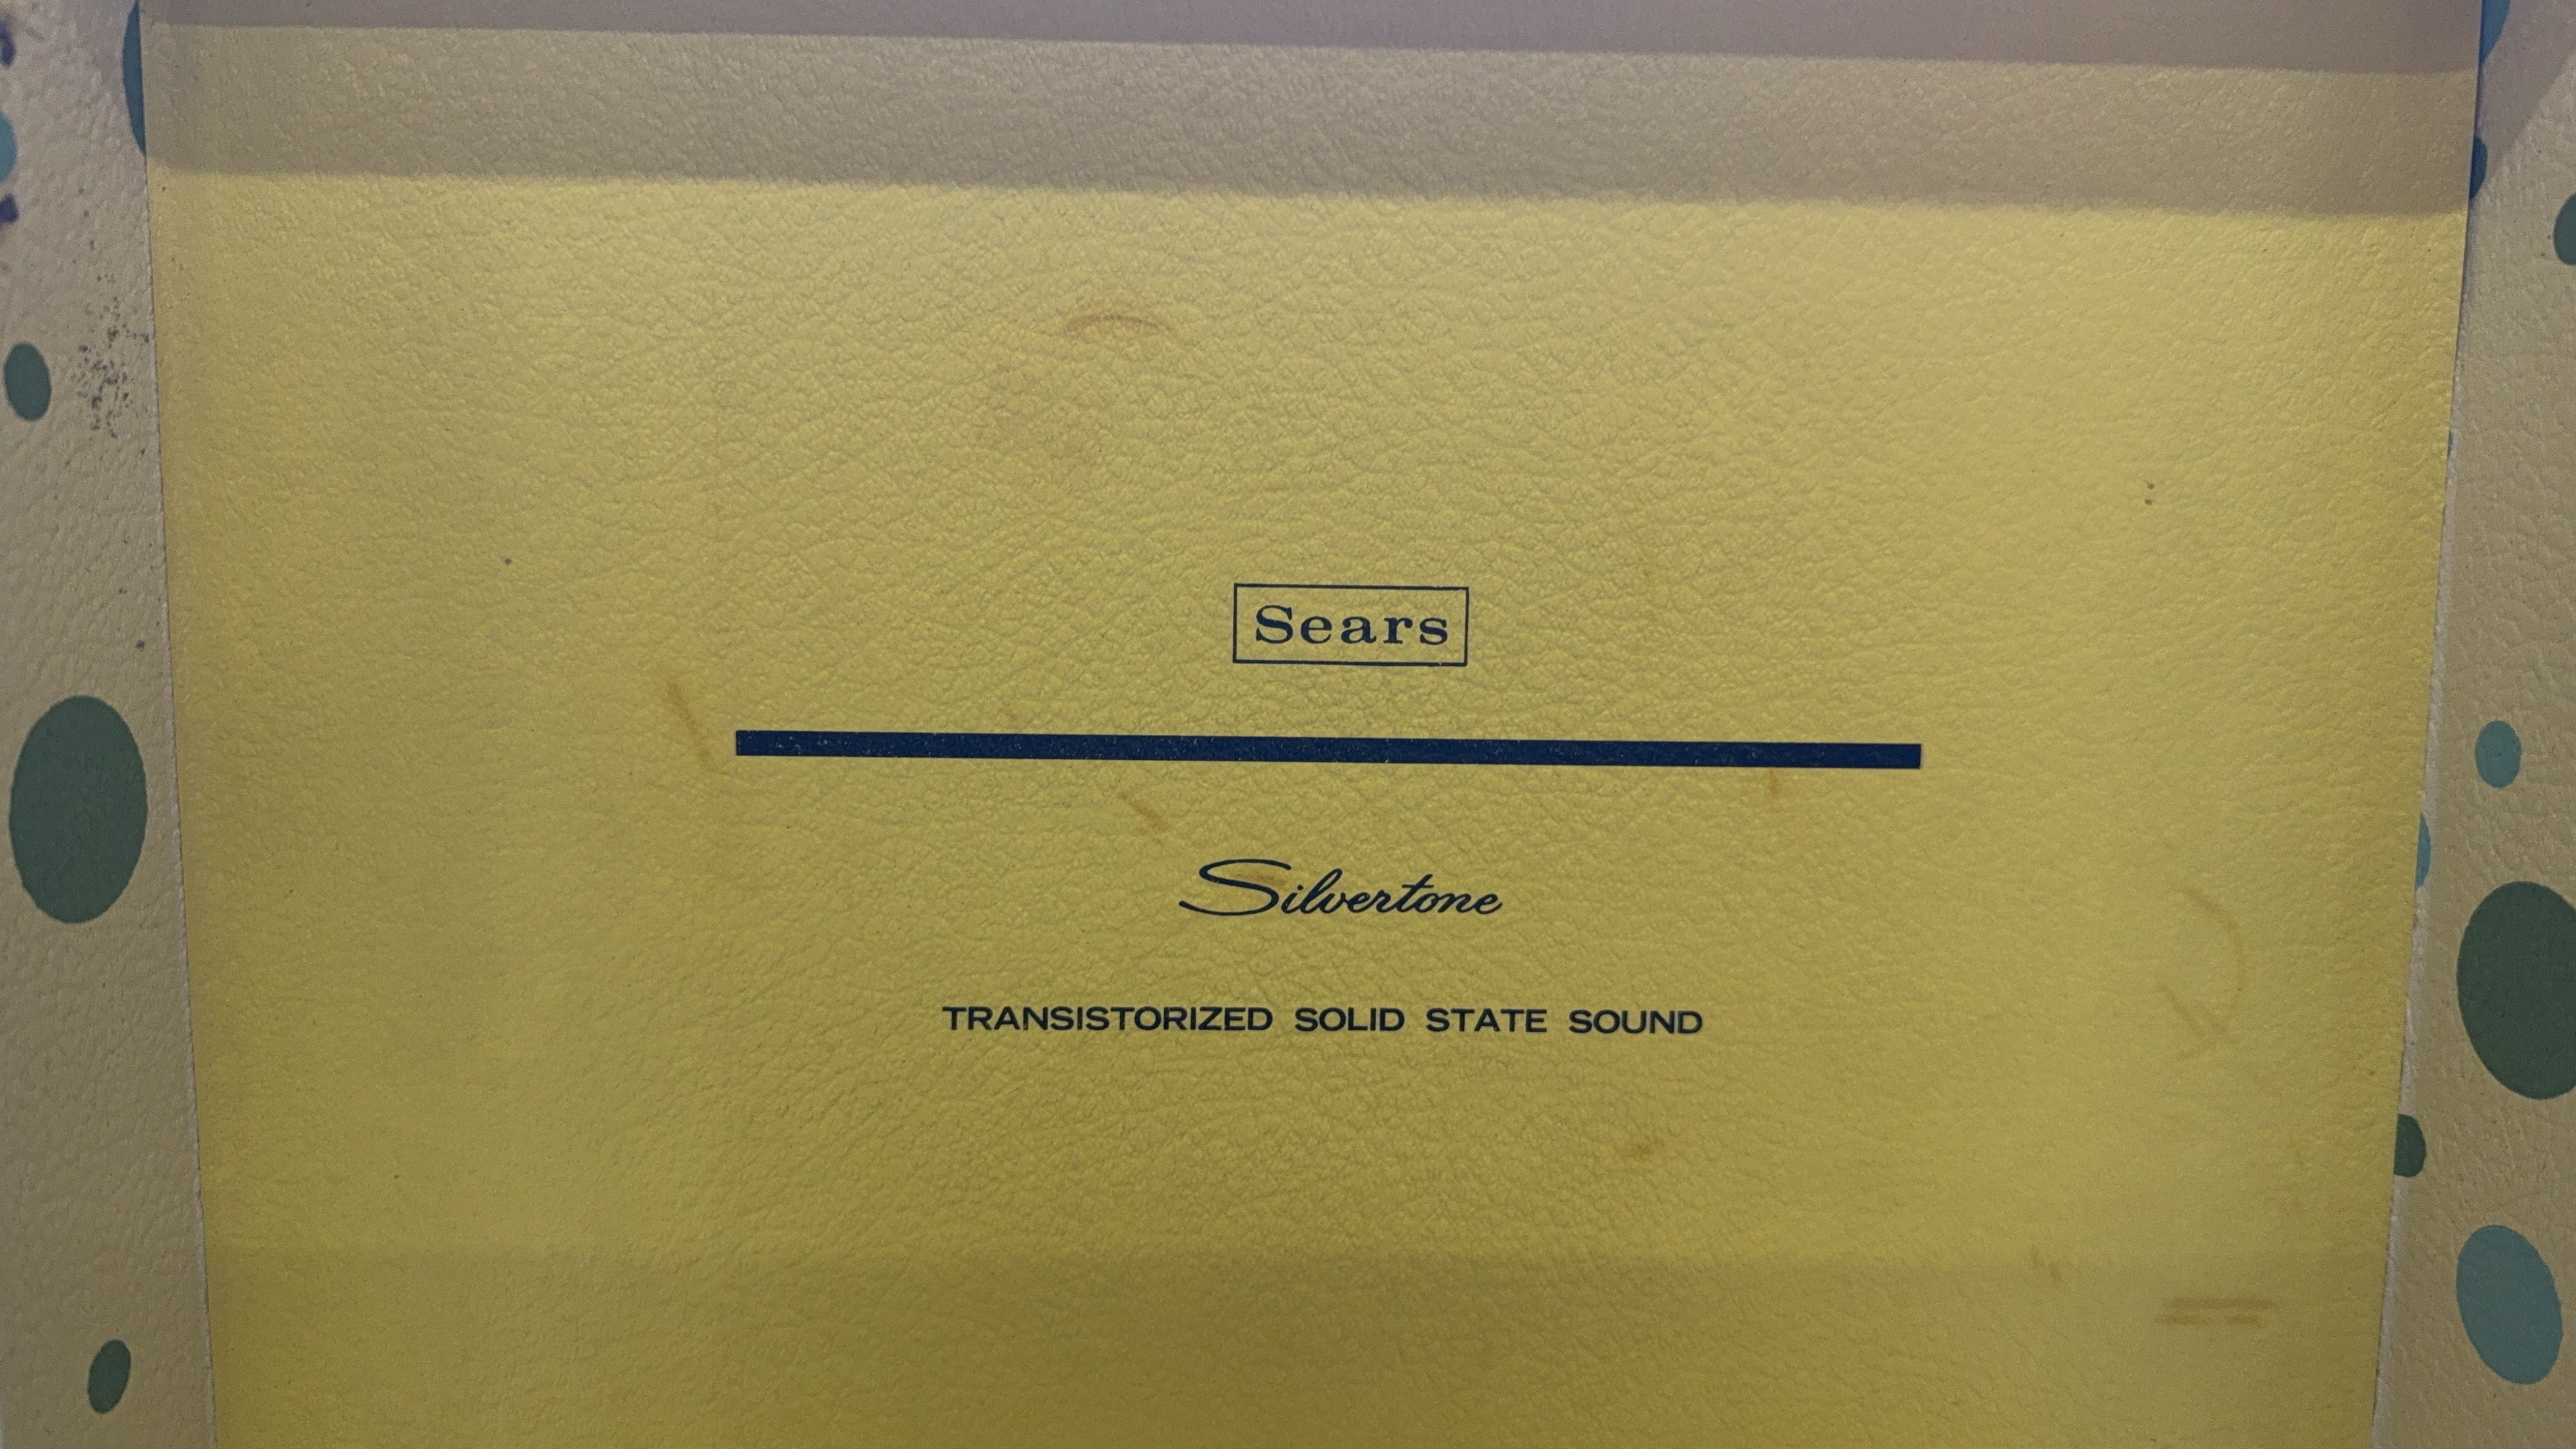 Sears
Silvertone
TRANSISTORIZED SOLID STATE SOUND